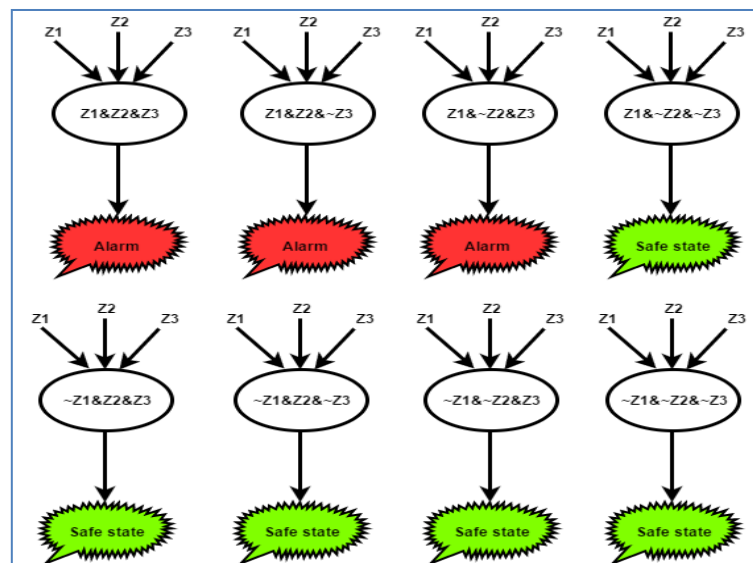 Z1 Z2 Z3 Z1 Z2 Z3 Z1 Z2 Z3 Z1 Z2 Z3
Z1&Z2&Z3 Z1&Z2&~Z3 Z1&~Z2&Z3 Z1&~Z2&~Z3
Alarm Alarm Alarm Safe state
Z1 Z2 Z3 Z1 Z2 Z3 Z1 Z2 Z3 Z1 Z2 Z3
~Z1&Z2&Z3 ~Z1&Z2&~Z3 ~Z1&~Z2&Z3 ~Z1&~Z2&~Z3
Safe state Safe state Safe state Safe state